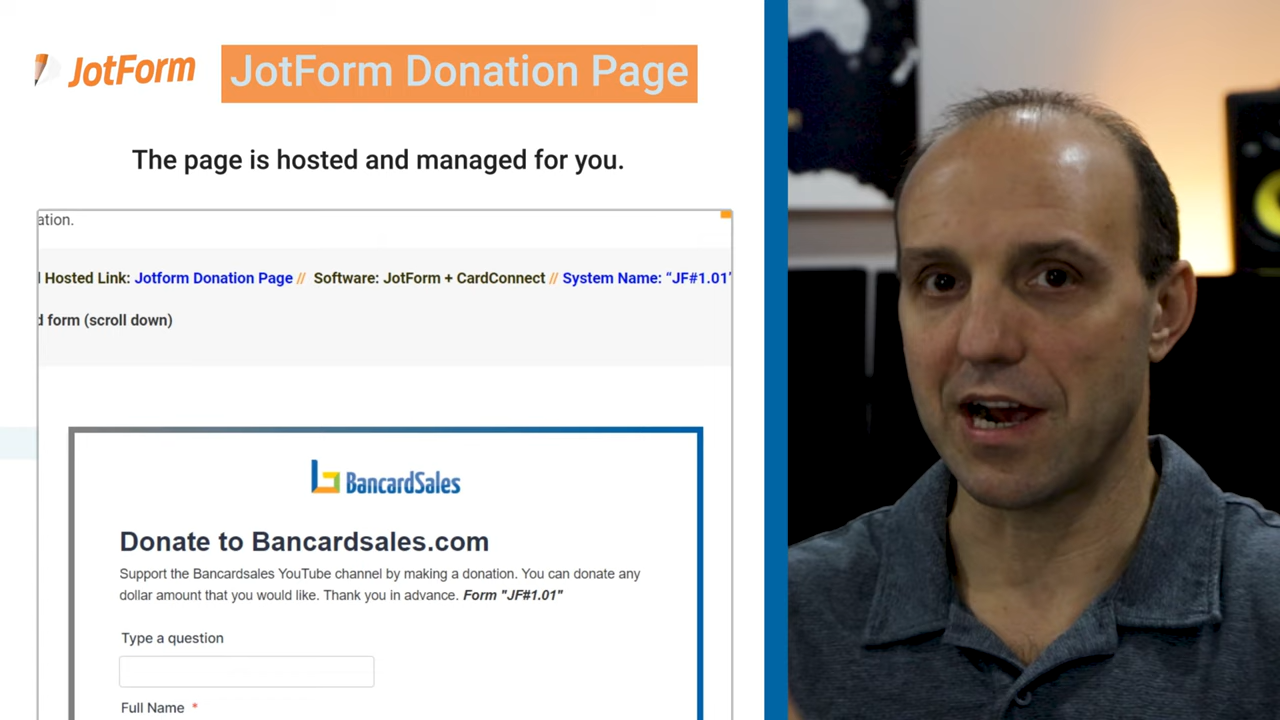 JotForm
JotForm Donation Page
The page is hosted and managed for you.
ation.
Hosted Link: Jotform Donation Page // Software: JotForm + CardConnect // System Name: “JF#1.01”
d form (scroll down)
BancardSales
Donate to Bancardsales.com
Support the Bancardsales YouTube channel by making a donation. You can donate any
dollar amount that you would like. Thank you in advance. Form "JF#1.01"
Type a question
Full Name *